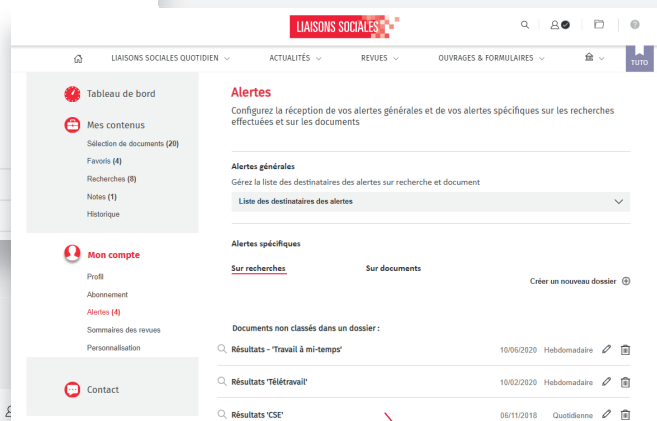 LIAISONS SOCIALES
LIAISONS SOCIALES QUOTIDIEN
ACTUALITÉS
REVUES
OUVRAGES & FORMULAIRES
TUTO
Tableau de bord
Mes contenus
Sélection de documents (20)
Favoris (4)
Recherches (8)
Notes (1)
Historique
Mon compte
Profil
Abonnement
Alertes (4)
Sommaires des revues
Personnalisation
Contact
Alertes
Configurez la réception de vos alertes générales et de vos alertes spécifiques sur les recherches
effectuées et sur les documents
Alertes générales
Gérez la liste des destinataires des alertes sur recherche et document
Liste des destinataires des alertes
Alertes spécifiques
Sur recherches Sur documents
Créer un nouveau dossier
Documents non classés dans un dossier :
Résultats - 'Travail à mi-temps' 10/06/2020 Hebdomadaire
Résultats 'Télétravail' 10/02/2020 Hebdomadaire
Résultats 'CSE' 06/11/2018 Quotidienne